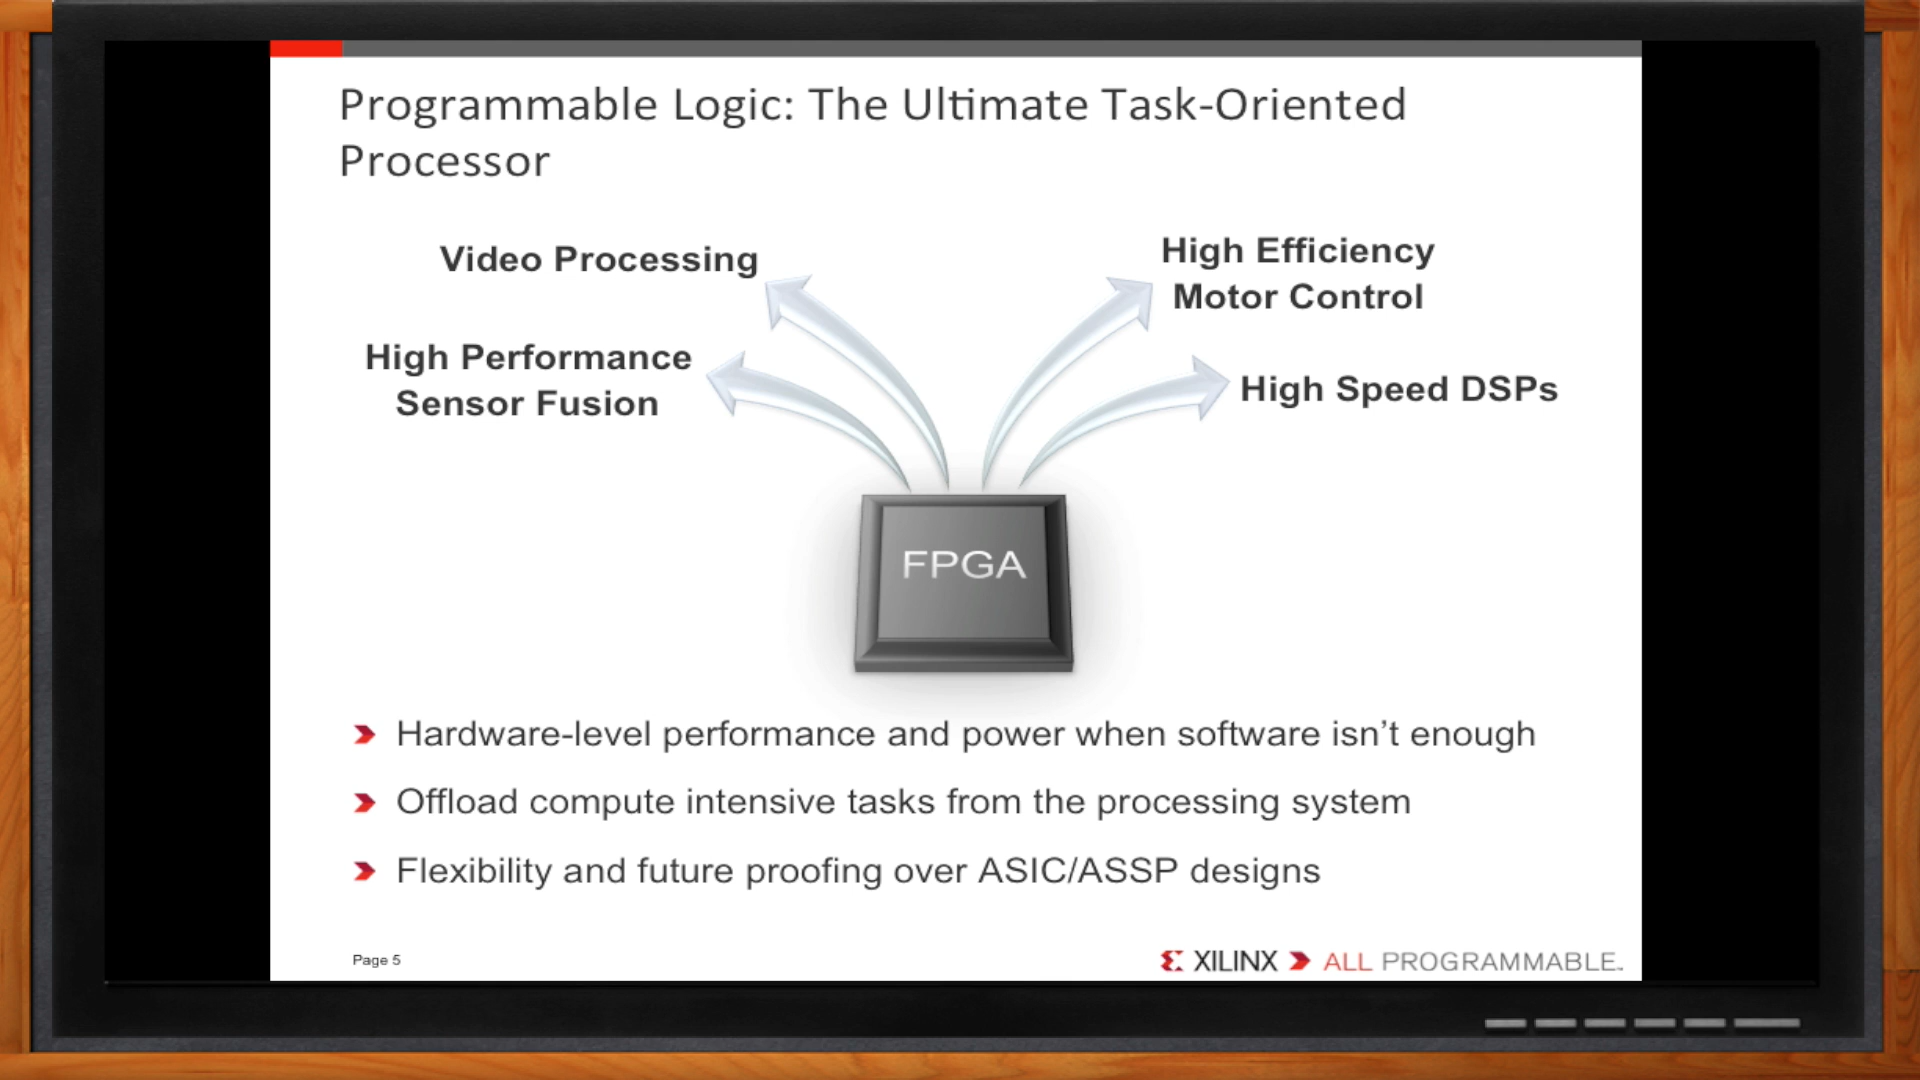 Programmable Logic: The Ultimate Task-Oriented
Processor
Video Processing
High Efficiency
Motor Control
High Performance
Sensor Fusion
High Speed DSPs
FPGA
Hardware-level performance and power when software isn’t enough
Offload compute intensive tasks from the processing system
Flexibility and future proofing over ASIC/ASSP designs
Page 5
XILINX ALL PROGRAMMABLE™